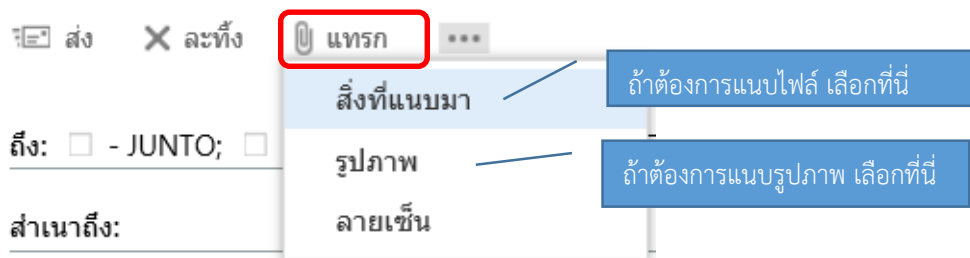 ส่ง ละทิ้ง แทรก
สิ่งที่แนบมา
ถ้าต้องการแนบไฟล์ เลือกที่นี่
ถึง: - JUNTO;
รูปภาพ
ถ้าต้องการแนบรูปภาพ เลือกที่นี่
สำเนาถึง:
ลายเซ็น